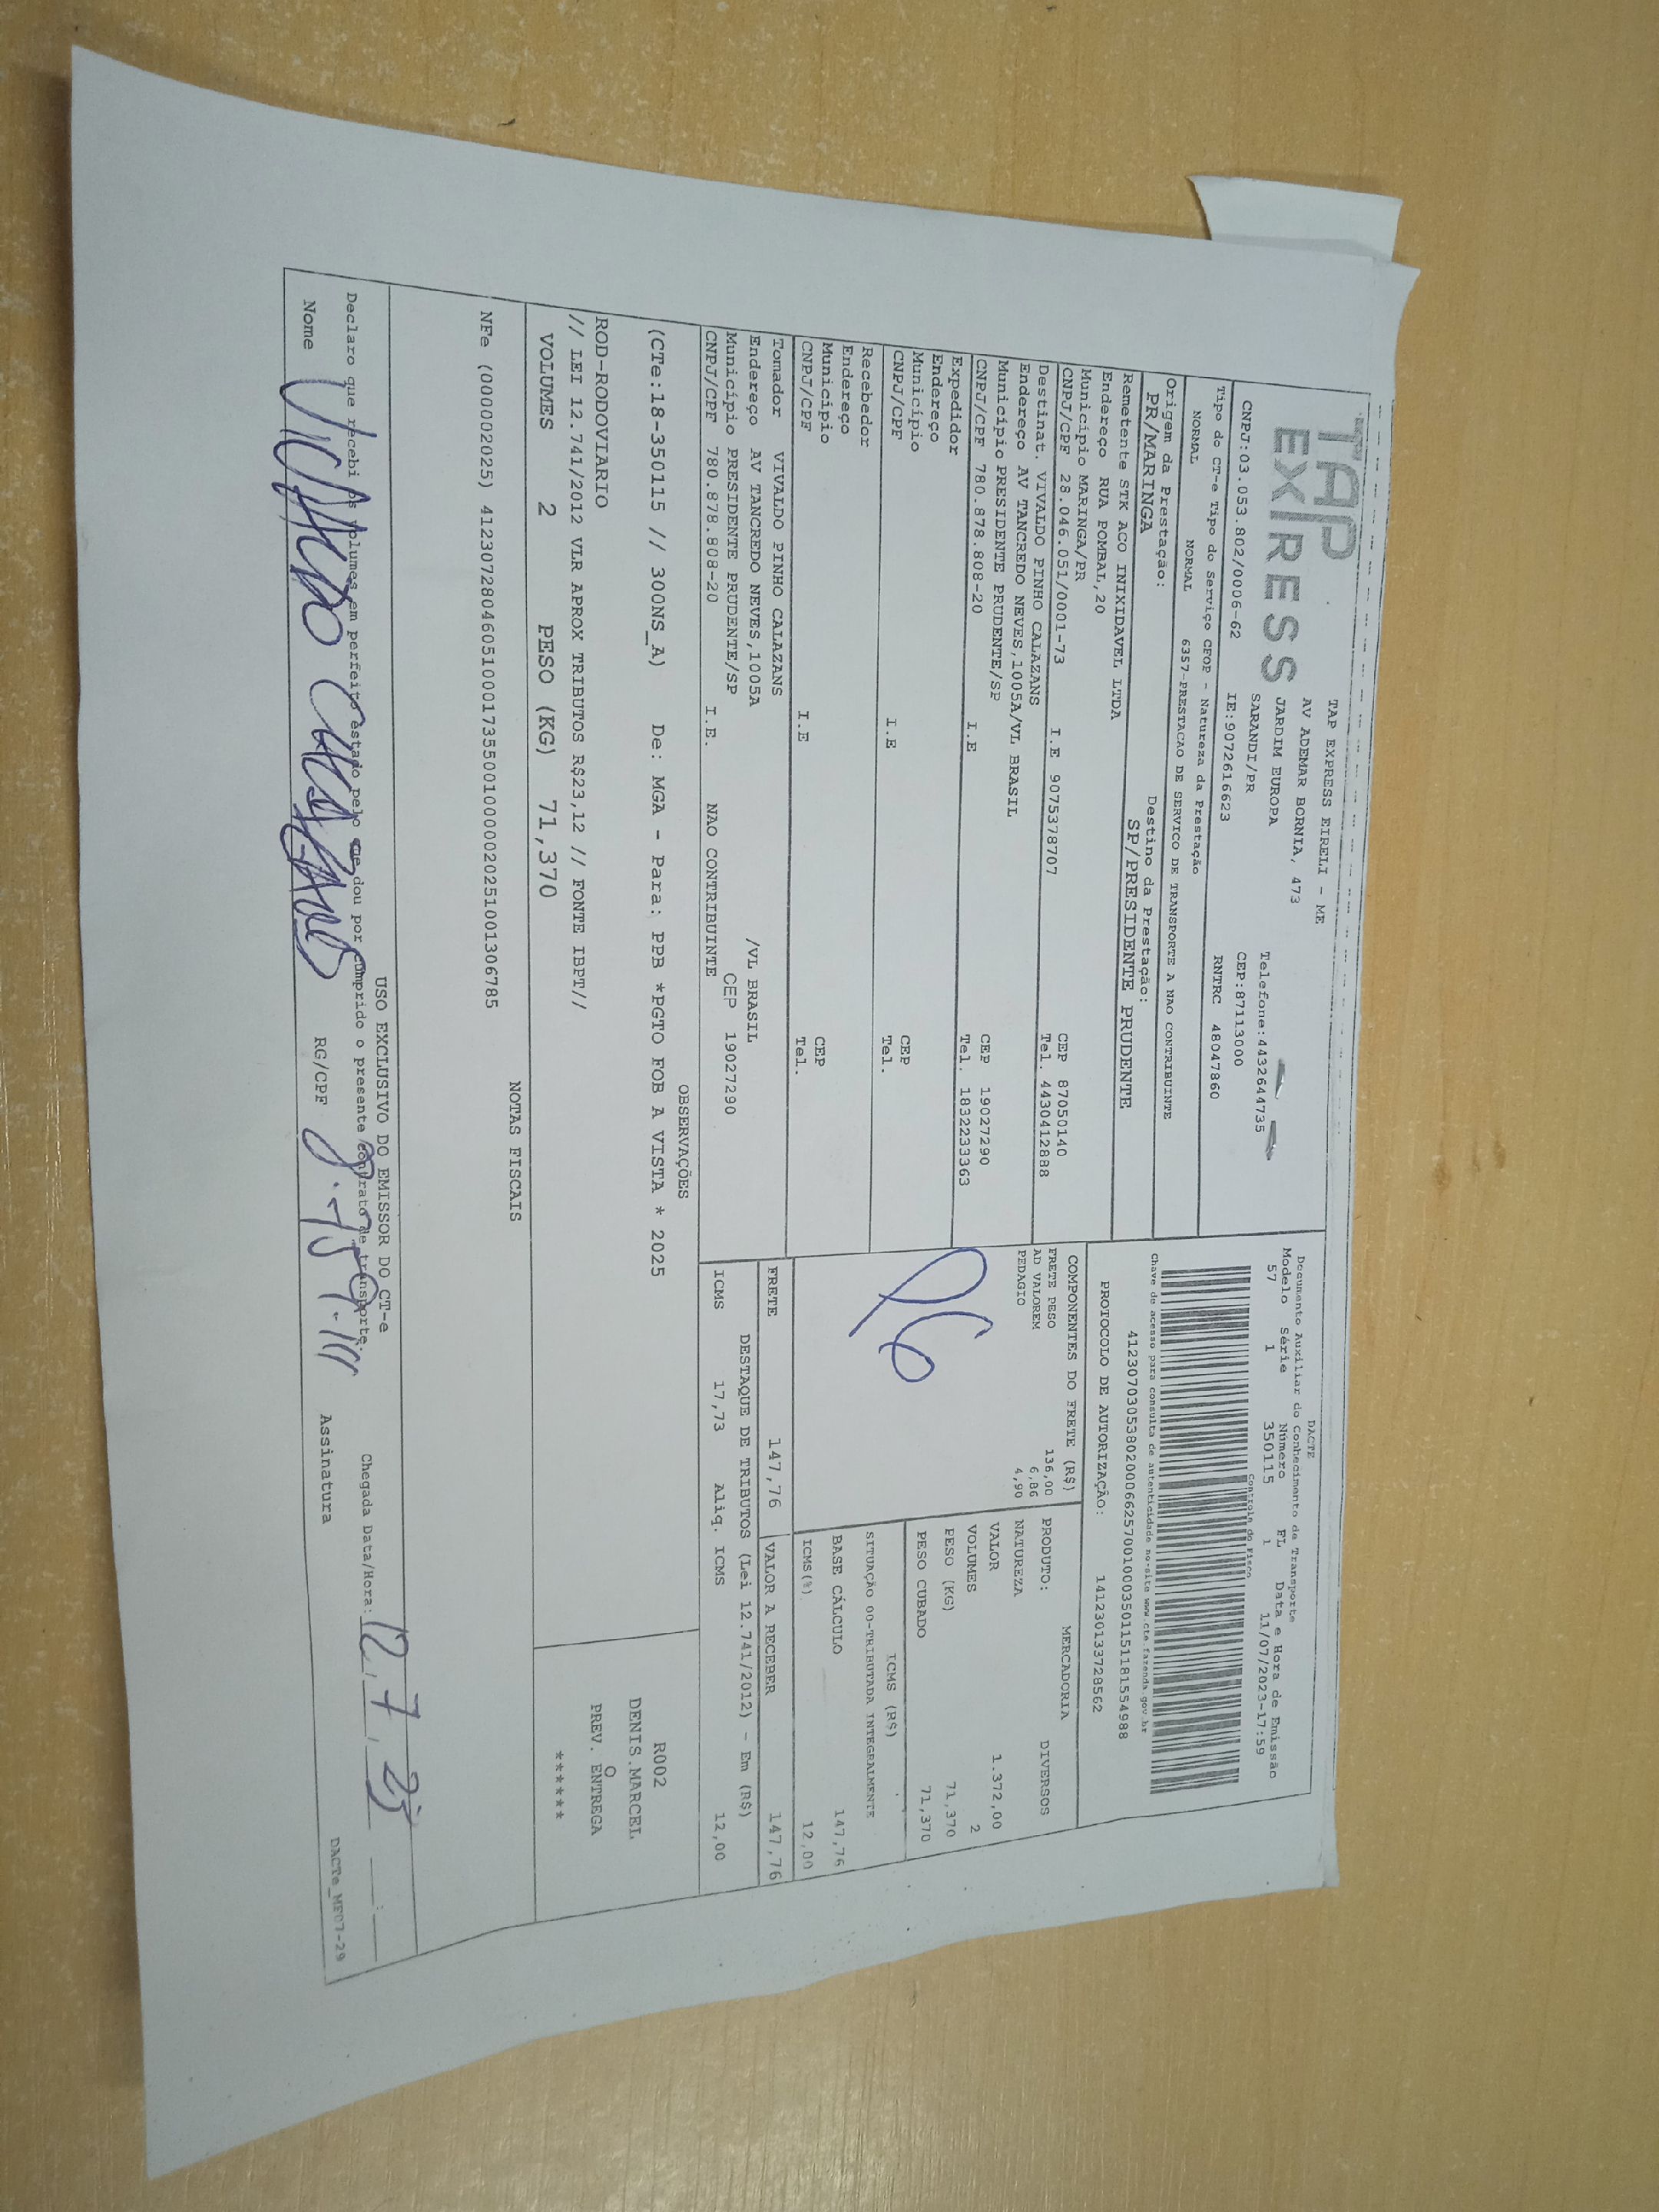 TAP
EXPRESS
TAP EXPRESS EIRELI - ME
AV ADEMAR BORNIA, 473
JARDIM EUROPA
SARANDI/PR
Telefone:4432644735
CEP:87113000
CNPJ:03.053.802/0006-62 IE:9072616623 RNTRC 48047860
DACTE
Documento Auxiliar do Conhecimento de Transporte
Modelo Série Número FL Data e Hora de Emissão
57 1 350115 1 11/07/2023-17:59
Controle do Fisco
Tipo do CT-e Tipo do Serviço CFOP - Natureza da Prestação
NORMAL NORMAL 6357-PRESTACAO DE SERVICO DE TRANSPORTE A NAO CONTRIBUINTE
Chave de acesso para consulta de autenticidade no site www.cte.fazenda.gov.br
41230703053802000662570010003501151181554988
PROTOCOLO DE AUTORIZAÇÃO: 141230133728562
Origem da Prestação: Destino da Prestação:
PR/MARINGA SP/PRESIDENTE PRUDENTE
Remetente STK ACO INIXIDAVEL LTDA
Endereço RUA POMBAL,20
Município MARINGA/PR CEP 87050140
CNPJ/CPF 28.046.051/0001-73 I.E 9075378707 Tel. 4430412888
Destinat. VIVALDO PINHO CALAZANS
Endereço AV TANCREDO NEVES,1005A/VL BRASIL
Município PRESIDENTE PRUDENTE/SP CEP 19027290
CNPJ/CPF 780.878.808-20 I.E Tel. 1832233363
Expedidor
Endereço
Município CEP
CNPJ/CPF I.E Tel.
Recebedor
Endereço
Município CEP
CNPJ/CPF I.E Tel.
Tomador VIVALDO PINHO CALAZANS
Endereço AV TANCREDO NEVES,1005A /VL BRASIL
Município PRESIDENTE PRUDENTE/SP CEP 19027290
CNPJ/CPF 780.878.808-20 I.E. NAO CONTRIBUINTE
COMPONENTES DO FRETE (R$)
FRETE PESO 136,00
AD VALOREM 6,86
PEDAGIO 4,90
PG
MERCADORIA
PRODUTO: DIVERSOS
NATUREZA
VALOR 1.372,00
VOLUMES 2
PESO (KG) 71,370
PESO CUBADO 71,370
ICMS (R$)
SITUAÇÃO 00-TRIBUTADA INTEGRALMENTE
BASE CÁLCULO 147,76
ICMS(%) 12,00
FRETE 147,76 VALOR A RECEBER 147,76
DESTAQUE DE TRIBUTOS (Lei 12.741/2012) - Em (R$)
ICMS 17,73 Aliq. ICMS 12,00
OBSERVAÇÕES
(CTe:18-350115 // 300NS_A) De: MGA - Para: PPB *PGTO FOB A VISTA * 2025
ROD-RODOVIARIO
// LEI 12.741/2012 VLR APROX TRIBUTOS R$23,12 // FONTE IBPT//
VOLUMES 2 PESO (KG) 71,370
R002
DENIS.MARCEL
O
PREV. ENTREGA
******
NOTAS FISCAIS
NFe (000002025) 41230728046051000173550010000020251001306785
USO EXCLUSIVO DO EMISSOR DO CT-e
Declaro que recebi os volumes em perfeito estado pelo que dou por cumprido o presente contrato de transporte.
Chegada Data/Hora: 12 7 23 :
Nome Vivaldo Calazans RG/CPF Assinatura
DACTe_MF07-29